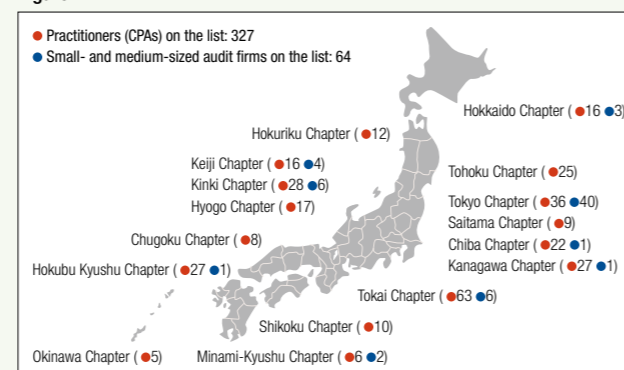 ● Practitioners (CPAs) on the list: 327
● Small- and medium-sized audit firms on the list: 64
Hokkaido Chapter ( ●16 ●3)
Hokuriku Chapter ( ●12)
Keiji Chapter ( ●16 ●4)
Tohoku Chapter ( ●25)
Kinki Chapter ( ●28 ●6)
Hyogo Chapter ( ●17)
Tokyo Chapter ( ●36 ●40)
Saitama Chapter ( ●9)
Chugoku Chapter ( ●8)
Chiba Chapter ( ●22 ●1)
Kanagawa Chapter ( ●27 ●1)
Hokubu Kyushu Chapter ( ●27 ●1)
Tokai Chapter ( ●63 ●6)
Shikoku Chapter ( ●10)
Okinawa Chapter ( ●5)
Minami-Kyushu Chapter ( ●6 ●2)